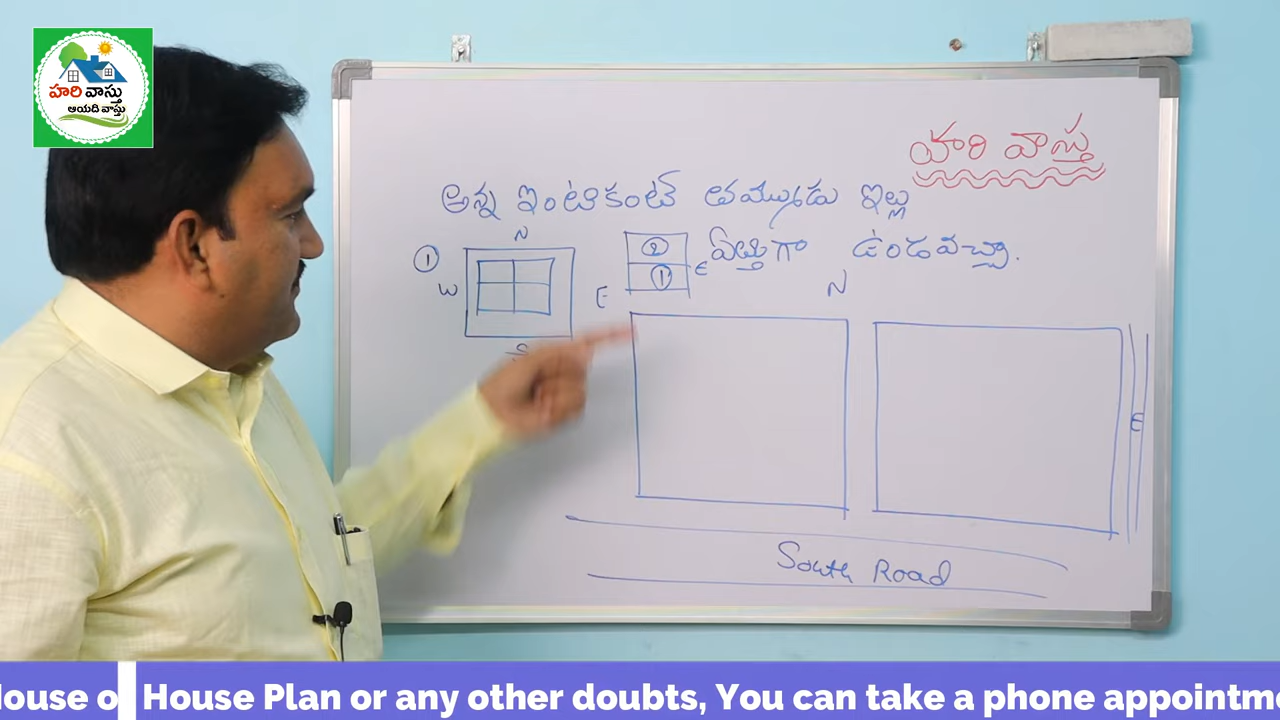 హరి వాస్తు
ఆయది వాస్తు
హరి వాస్తు
అన్న ఇంటికంటే తమ్ముడు ఇల్లు
ఎత్తుగా ఉండవచ్చా.
N
①
W
E
S
②
①
E
N
E
South Road
House o House Plan or any other doubts, You can take a phone appointme